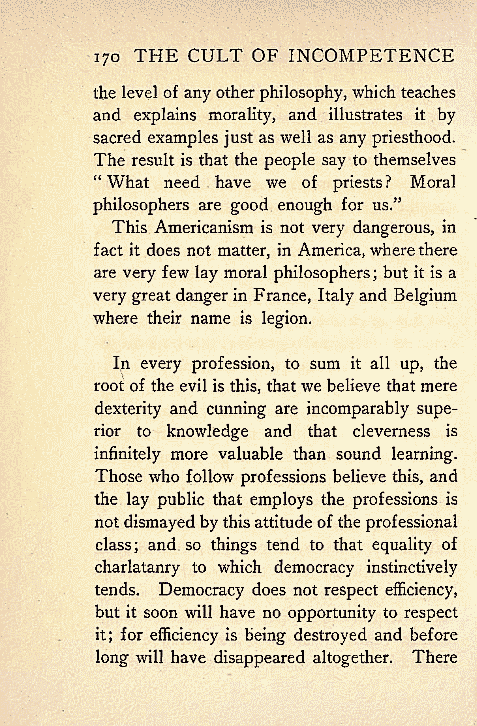 170 THE CULT OF INCOMPETENCE
the level of any other philosophy, which teaches
and explains morality, and illustrates it by
sacred examples just as well as any priesthood.
The result is that the people say to themselves
“ What need have we of priests? Moral
philosophers are good enough for us.”
This Americanism is not very dangerous, in
fact it does not matter, in America, where there
are very few lay moral philosophers; but it is a
very great danger in France, Italy and Belgium
where their name is legion.
In every profession, to sum it all up, the
root of the evil is this, that we believe that mere
dexterity and cunning are incomparably supe-
rior to knowledge and that cleverness is
infinitely more valuable than sound learning.
Those who follow professions believe this, and
the lay public that employs the professions is
not dismayed by this attitude of the professional
class; and so things tend to that equality of
charlatanry to which democracy instinctively
tends. Democracy does not respect efficiency,
but it soon will have no opportunity to respect
it; for efficiency is being destroyed and before
long will have disappeared altogether. There